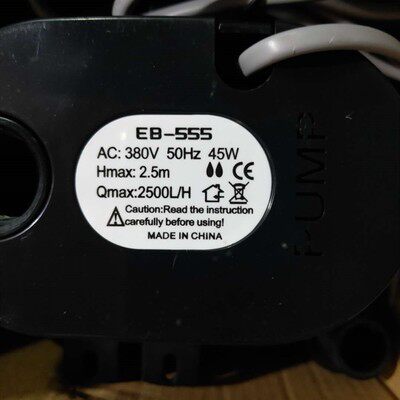 EB-555
AC: 380V 50Hz 45W
Hmax: 2.5m
Qmax:2500L/H
Caution:Read the instruction
carefully before using!
MADE IN CHINA
PUMP